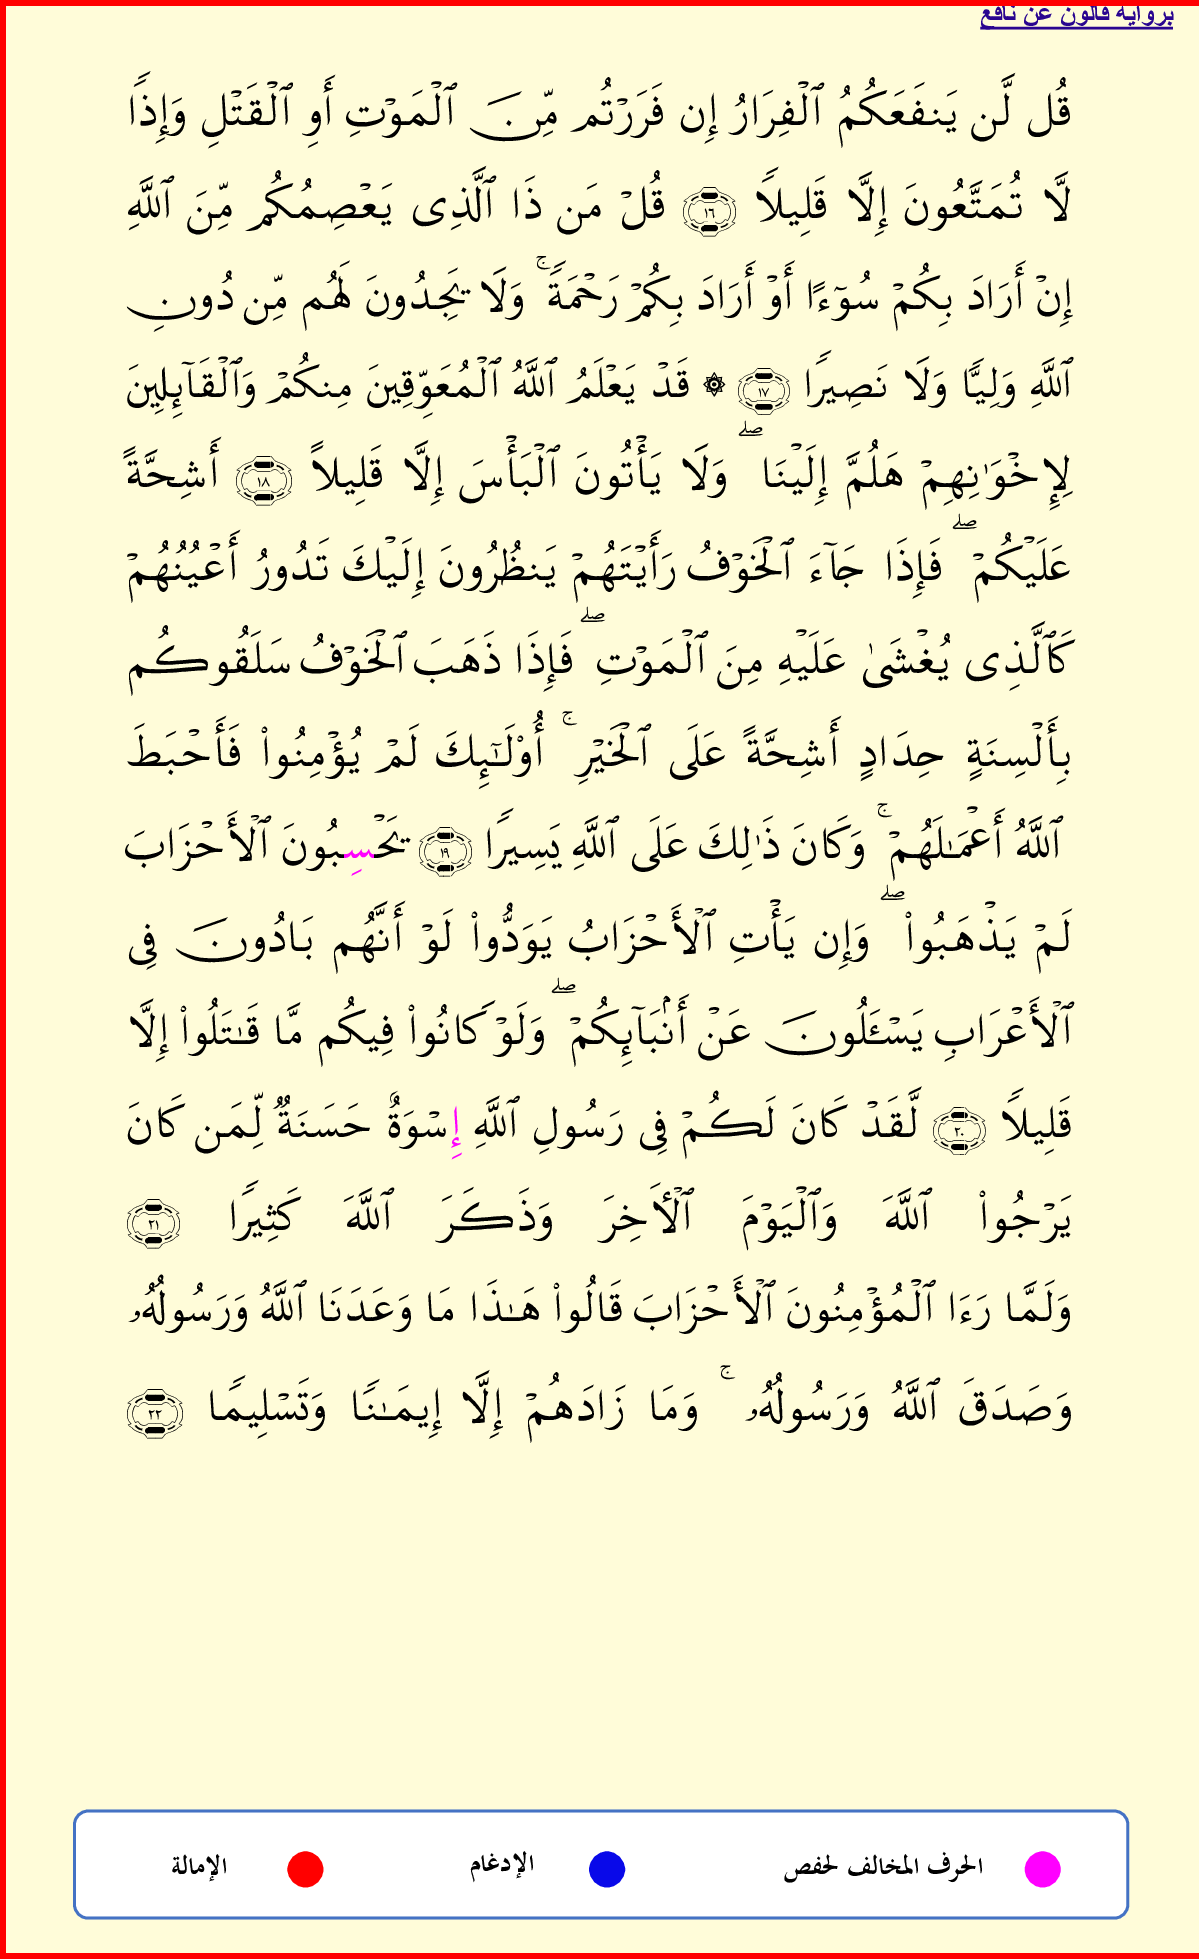 برواية قالون عن نافع
قُل لَّن يَنفَعَكُمُ ٱلْفِرَارُ إِن فَرَرْتُم مِّنَ ٱلْمَوْتِ أَوِ ٱلْقَتْلِ وَإِذًا
لَّا تُمَتَّعُونَ إِلَّا قَلِيلًا ١٦ قُلْ مَن ذَا ٱلَّذِى يَعْصِمُكُم مِّنَ ٱللَّهِ
إِنْ أَرَادَ بِكُمْ سُوٓءًا أَوْ أَرَادَ بِكُمْ رَحْمَةً ۚ وَلَا يَجِدُونَ لَهُم مِّن دُونِ
ٱللَّهِ وَلِيًّا وَلَا نَصِيرًا ١٧ ۞ قَدْ يَعْلَمُ ٱللَّهُ ٱلْمُعَوِّقِينَ مِنكُمْ وَٱلْقَآئِلِينَ
لِإِخْوَٰنِهِمْ هَلُمَّ إِلَيْنَا ۖ وَلَا يَأْتُونَ ٱلْبَأْسَ إِلَّا قَلِيلًا ١٨ أَشِحَّةً
عَلَيْكُمْ ۖ فَإِذَا جَآءَ ٱلْخَوْفُ رَأَيْتَهُمْ يَنظُرُونَ إِلَيْكَ تَدُورُ أَعْيُنُهُمْ
كَٱلَّذِى يُغْشَىٰ عَلَيْهِ مِنَ ٱلْمَوْتِ ۖ فَإِذَا ذَهَبَ ٱلْخَوْفُ سَلَقُوكُم
بِأَلْسِنَةٍ حِدَادٍ أَشِحَّةً عَلَى ٱلْخَيْرِ ۚ أُوْلَـٰٓئِكَ لَمْ يُؤْمِنُواْ فَأَحْبَطَ
ٱللَّهُ أَعْمَـٰلَهُمْ ۚ وَكَانَ ذَٰلِكَ عَلَى ٱللَّهِ يَسِيرًا ١٩ يَحْسِبُونَ ٱلْأَحْزَابَ
لَمْ يَذْهَبُواْ ۖ وَإِن يَأْتِ ٱلْأَحْزَابُ يَوَدُّواْ لَوْ أَنَّهُم بَادُونَ فِى
ٱلْأَعْرَابِ يَسْـَٔلُونَ عَنْ أَنۢبَآئِكُمْ ۖ وَلَوْ كَانُواْ فِيكُم مَّا قَـٰتَلُواْ إِلَّا
قَلِيلًا ٢٠ لَّقَدْ كَانَ لَكُمْ فِى رَسُولِ ٱللَّهِ إِسْوَةٌ حَسَنَةٌ لِّمَن كَانَ
يَرْجُواْ ٱللَّهَ وَٱلْيَوْمَ ٱلْأَخِرَ وَذَكَرَ ٱللَّهَ كَثِيرًا ٢١
وَلَمَّا رَءَا ٱلْمُؤْمِنُونَ ٱلْأَحْزَابَ قَالُواْ هَـٰذَا مَا وَعَدَنَا ٱللَّهُ وَرَسُولُهُۥ
وَصَدَقَ ٱللَّهُ وَرَسُولُهُۥ ۚ وَمَا زَادَهُمْ إِلَّا إِيمَـٰنًا وَتَسْلِيمًا ٢٢
الحرف المخالف لحفص الإدغام الإمالة